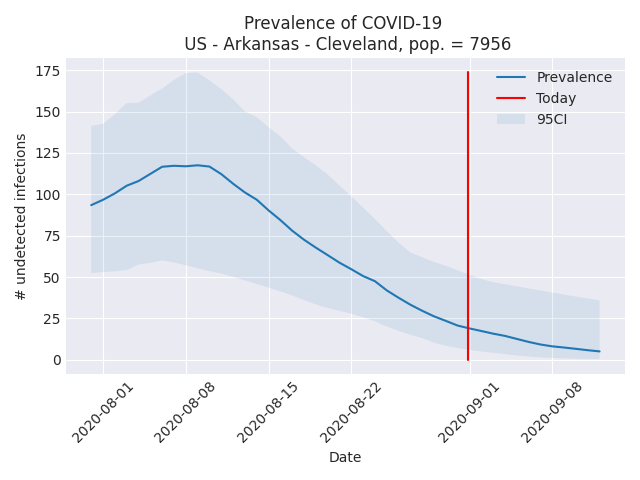 Prevalence of COVID-19
US - Arkansas - Cleveland, pop. = 7956
175
150
125
100
75
50
25
0
# undetected infections
Prevalence
Today
95CI
2020-08-01
2020-08-08
2020-08-15
2020-08-22
2020-09-01
2020-09-08
Date